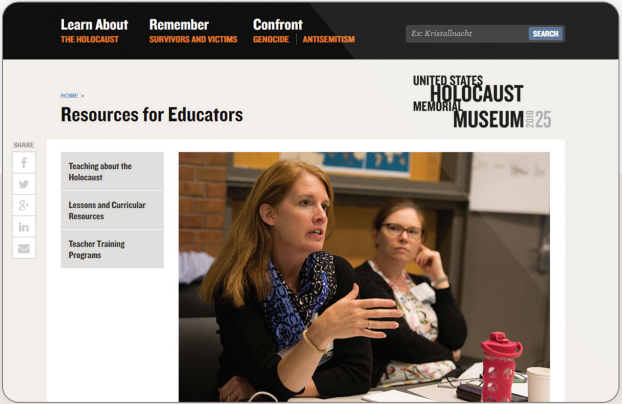 Learn About
THE HOLOCAUST
Remember
SURVIVORS AND VICTIMS
Confront
GENOCIDE | ANTISEMITISM
Ex: Kristallnacht
SEARCH
HOME »
Resources for Educators
UNITED STATES
HOLOCAUST
MEMORIAL
MUSEUM 2018 25
SHARE
Teaching about the
Holocaust
Lessons and Curricular
Resources
Teacher Training
Programs